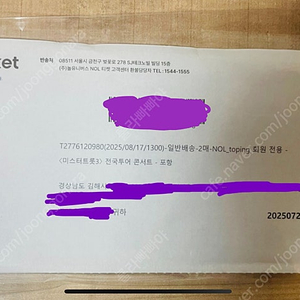 ket
반송처 08511 서울시 금천구 벚꽃로 278 SJ테크노빌 빌딩 15층
(주)놀유니버스 NOL 티켓 고객센터 환불담당자 TEL: 1544-1555
T2776120980(2025/08/17/1300)-일반배송-2매-NOL_toping 회원 전용 -
<미스터트롯3> 전국투어 콘서트 - 포항
경상남도 김해시
귀하
2025072